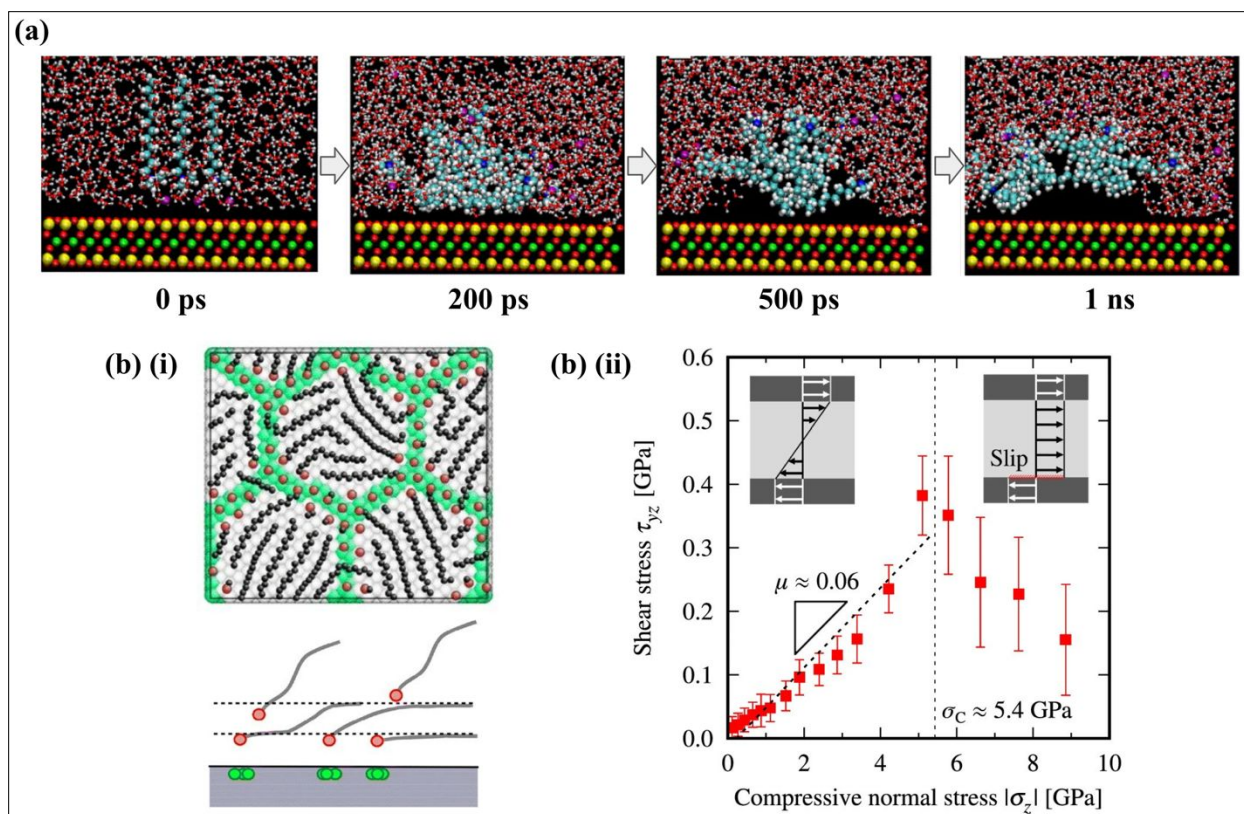 (a)
0 ps
200 ps
500 ps
1 ns
(b) (i)
(b) (ii)
0.6
0.5
0.4
0.3
0.2
0.1
0.0
Shear stress τyz [GPa]
Slip
μ ≈ 0.06
σC ≈ 5.4 GPa
0
2
4
6
8
10
Compressive normal stress |σz| [GPa]